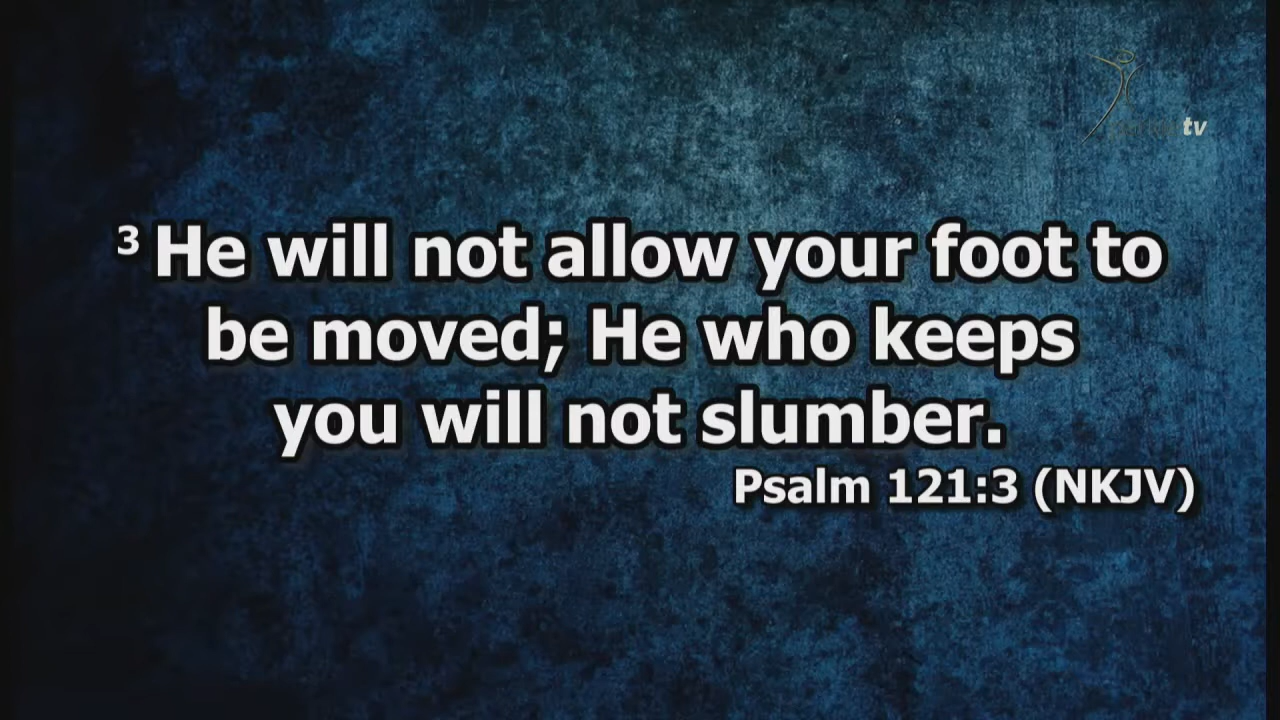 tv
³ He will not allow your foot to
be moved; He who keeps
you will not slumber.
Psalm 121:3 (NKJV)